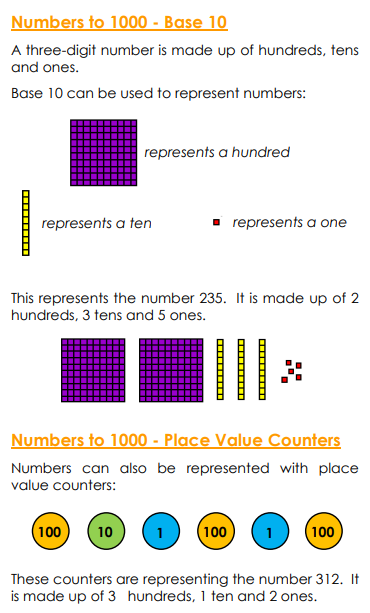 Numbers to 1000 - Base 10
A three-digit number is made up of hundreds, tens
and ones.
Base 10 can be used to represent numbers:
represents a hundred
represents a ten
represents a one
This represents the number 235. It is made up of 2
hundreds, 3 tens and 5 ones.
Numbers to 1000 - Place Value Counters
Numbers can also be represented with place
value counters:
100 10 1 100 1 100
These counters are representing the number 312. It
is made up of 3 hundreds, 1 ten and 2 ones.